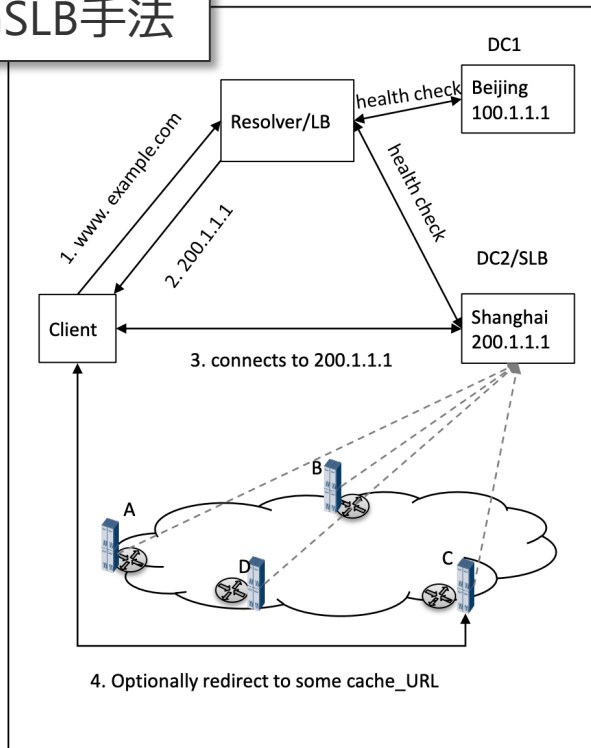 SLB手法
DC1
Beijing
100.1.1.1
health check
Resolver/LB
health check
1. www. example.com
2. 200.1.1.1
DC2/SLB
Client
Shanghai
200.1.1.1
3. connects to 200.1.1.1
B
A
D
C
4. Optionally redirect to some cache_URL